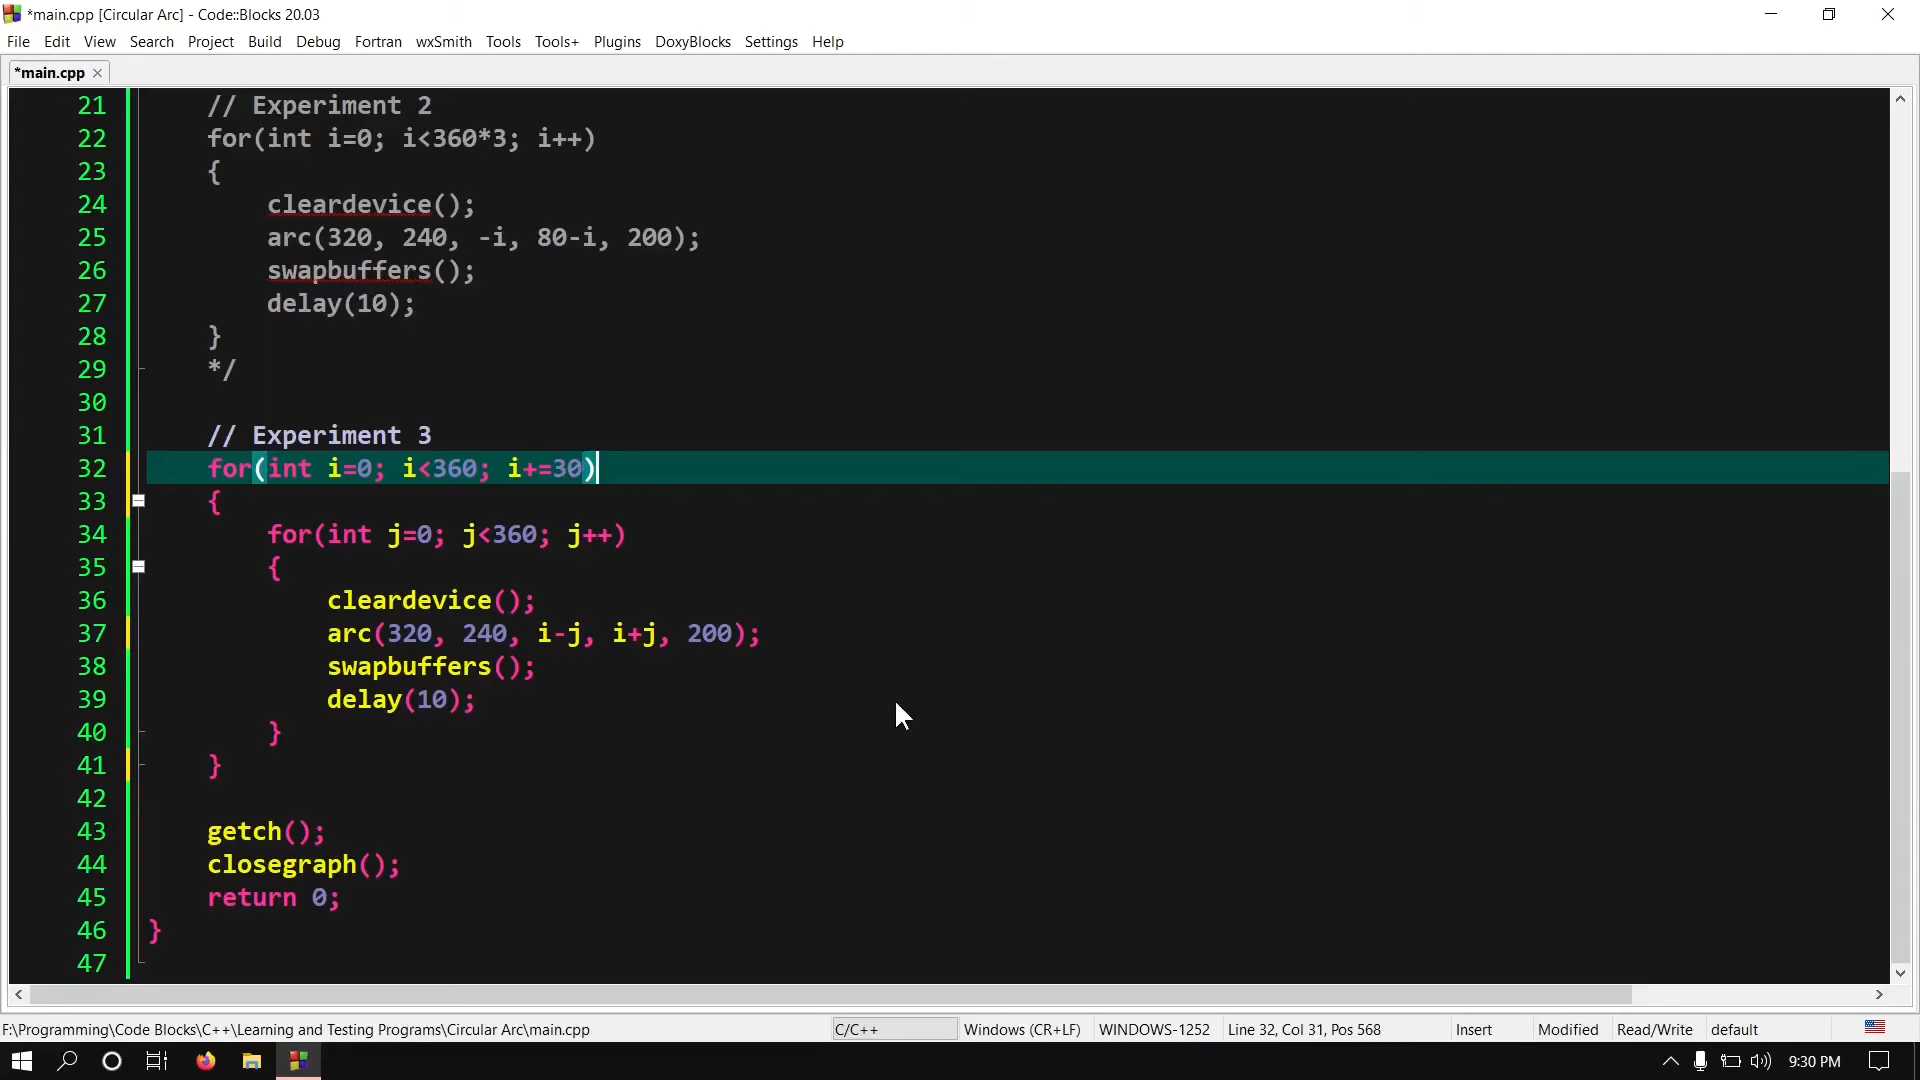 *main.cpp [Circular Arc] - Code::Blocks 20.03
File Edit View Search Project Build Debug Fortran wxSmith Tools Tools+ Plugins DoxyBlocks Settings Help
*main.cpp
21 // Experiment 2
22 for(int i=0; i<360*3; i++)
23 {
24 cleardevice();
25 arc(320, 240, -i, 80-i, 200);
26 swapbuffers();
27 delay(10);
28 }
29 */
30
31 // Experiment 3
32 for(int i=0; i<360; i+=30)
33 {
34 for(int j=0; j<360; j++)
35 {
36 cleardevice();
37 arc(320, 240, i-j, i+j, 200);
38 swapbuffers();
39 delay(10);
40 }
41 }
42
43 getch();
44 closegraph();
45 return 0;
46 }
47
F:\Programming\Code Blocks\C++\Learning and Testing Programs\Circular Arc\main.cpp C/C++ Windows (CR+LF) WINDOWS-1252 Line 32, Col 31, Pos 568 Insert Modified Read/Write default
9:30 PM